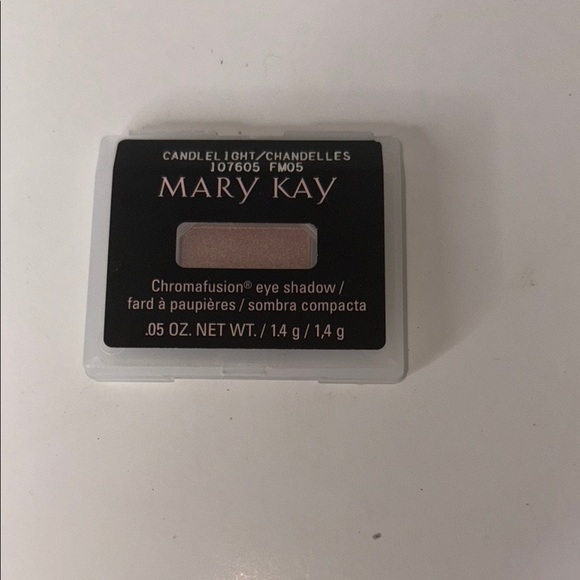 CANDLELIGHT/CHANDELLES
107605 FM05
MARY KAY
Chromafusion® eye shadow /
fard à paupières / sombra compacta
.05 OZ. NET WT. / 1.4 g / 1,4 g